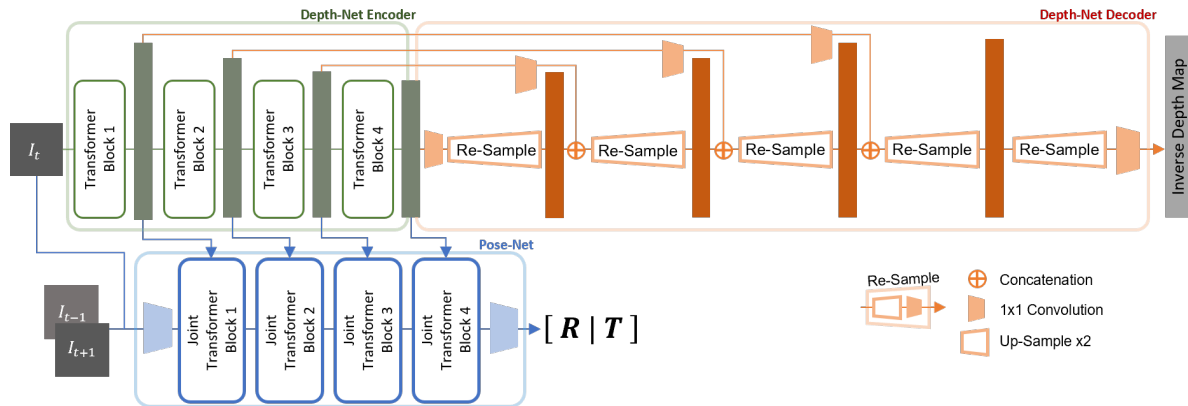 Depth-Net Encoder
Depth-Net Decoder
I_t
Transformer
Block 1
Transformer
Block 2
Transformer
Block 3
Transformer
Block 4
Re-Sample
Re-Sample
Re-Sample
Re-Sample
Re-Sample
Inverse Depth Map
Pose-Net
I_{t-1}
I_{t+1}
Joint
Transformer
Block 1
Joint
Transformer
Block 2
Joint
Transformer
Block 3
Joint
Transformer
Block 4
[ R | T ]
Re-Sample
Concatenation
1x1 Convolution
Up-Sample x2